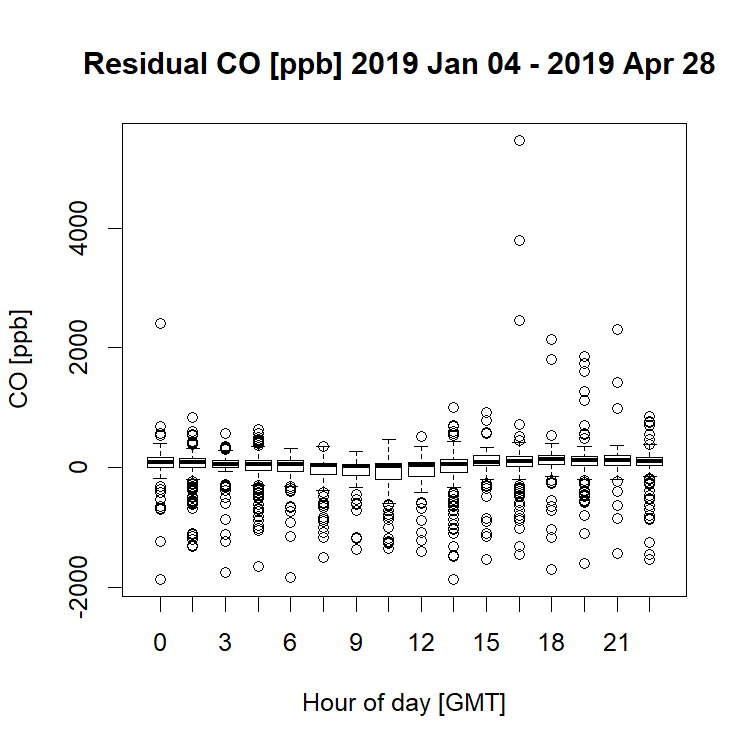 Residual CO [ppb] 2019 Jan 04 - 2019 Apr 28
CO [ppb]
4000
2000
0
-2000
0 3 6 9 12 15 18 21
Hour of day [GMT]